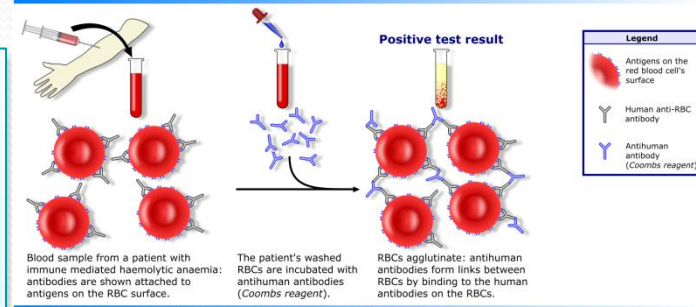 Positive test result
Legend
Antigens on the
red blood cell's
surface
Human anti-RBC
antibody
Antihuman
antibody
(Coombs reagent)
Blood sample from a patient with
immune mediated haemolytic anaemia:
antibodies are shown attached to
antigens on the RBC surface.
The patient's washed
RBCs are incubated with
antihuman antibodies
(Coombs reagent).
RBCs agglutinate: antihuman
antibodies form links between
RBCs by binding to the human
antibodies on the RBCs.